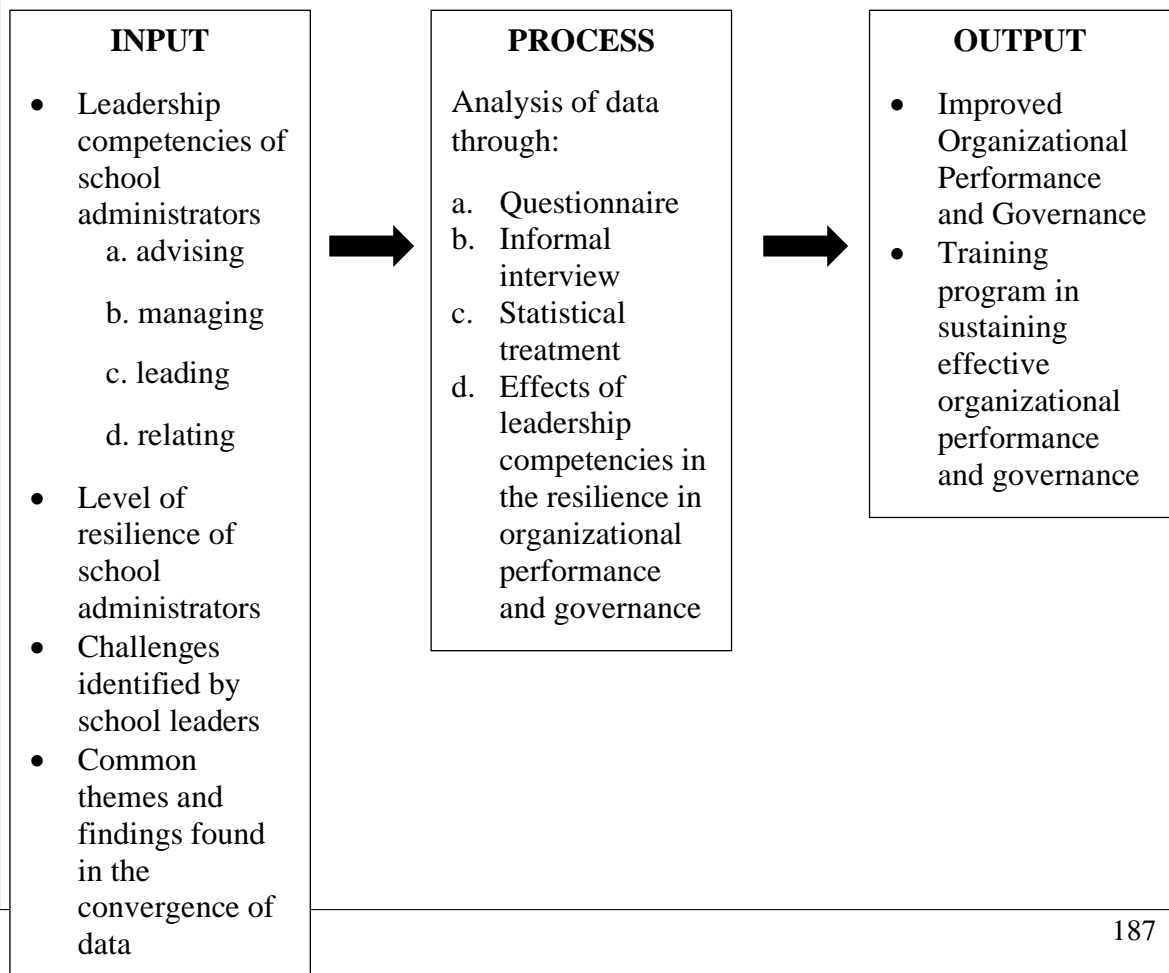 INPUT
• Leadership
competencies of
school
administrators
a. advising
b. managing
c. leading
d. relating
• Level of
resilience of
school
administrators
• Challenges
identified by
school leaders
• Common
themes and
findings found
in the
convergence of
data
PROCESS
Analysis of data
through:
a. Questionnaire
b. Informal
interview
c. Statistical
treatment
d. Effects of
leadership
competencies in
the resilience in
organizational
performance
and governance
OUTPUT
• Improved
Organizational
Performance
and Governance
• Training
program in
sustaining
effective
organizational
performance
and governance
187